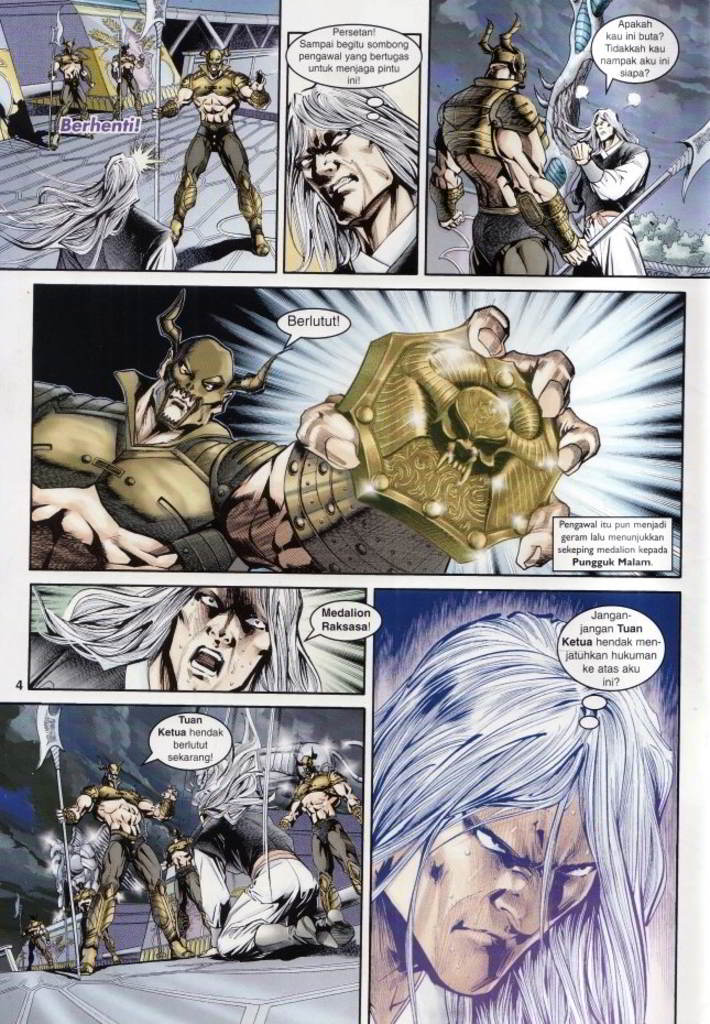 Berhenti!
Persetan!
Sampai begitu sombong
pengawal yang bertugas
untuk menjaga pintu
ini!
Apakah
kau ini buta?
Tidakkah kau
nampak aku ini
siapa?
Berlutut!
Pengawal itu pun menjadi
geram lalu menunjukkan
sekeping medalion kepada
Pungguk Malam.
Medalion
Raksasa!
Jangan-
jangan Tuan
Ketua hendak men-
jatuhkan hukuman
ke atas aku
ini?
4
Tuan
Ketua hendak
berlutut
sekarang!